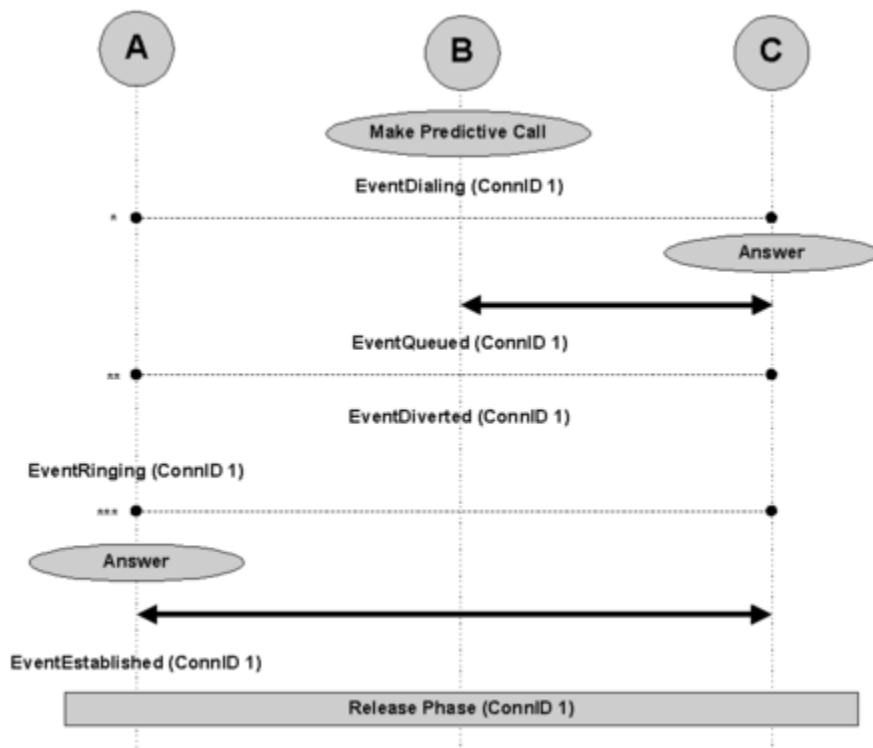 A B C
Make Predictive Call
EventDialing (ConnID 1)
*
Answer
EventQueued (ConnID 1)
**
EventDiverted (ConnID 1)
EventRinging (ConnID 1)
***
Answer
EventEstablished (ConnID 1)
Release Phase (ConnID 1)